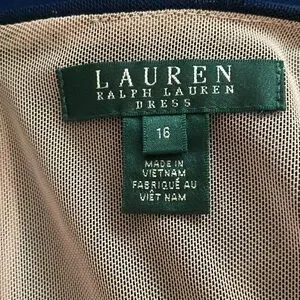 LAUREN
RALPH LAUREN
DRESS
16
MADE IN
VIETNAM
FABRIQUÉ AU
VIÊT NAM